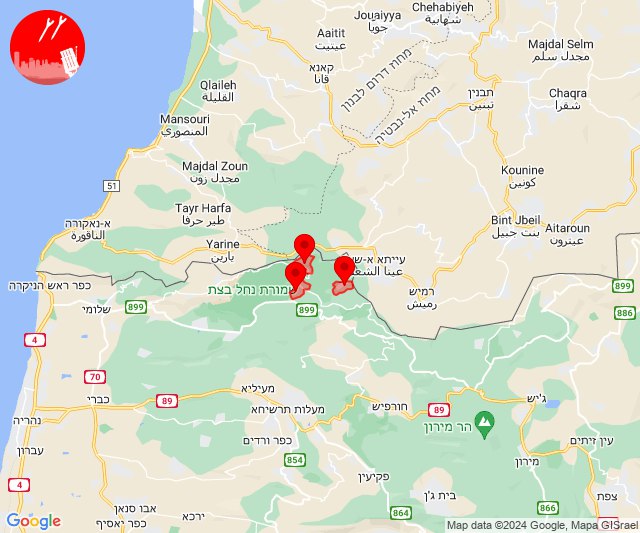 ٢٢
Chehabiyeh
شهابية
Jouaiyya
جويا
Aaitit
عيتيت
Majdal Selm
مجدل سلم
קאנא
قانا
מחוז דרום לבנון
Qlaileh
القليلة
מחוז אל-נבטיה
תבנין
تبنين
Chaqra
شقرا
Mansouri
المنصوري
Majdal Zoun
مجدل زون
Kounine
كونين
51
Tayr Harfa
طير حرفا
א-נאקורה
الناقورة
Bint Jbeil
بنت جبيل
Aitaroun
عيترون
Yarine
يارين
עייתא א-ש
عيتا الشع
רמיש
رميش
כפר ראש הניקרה
שמורת נחל בצת
899
שלומי
899
899
886
4
70
89
מעיליא
כברי
נהריה
מעלות תרשיחא
חורפיש
89
ג'יש
הר מירון
עין זיתים
כפר ורדים
עברון
854
מירון
4
פקיעין
צפת
אבו סנאן
בית ג'ן
866
864
ירכא
כפר יאסיף
Google
Map data ©2024 Google, Mapa GISrael